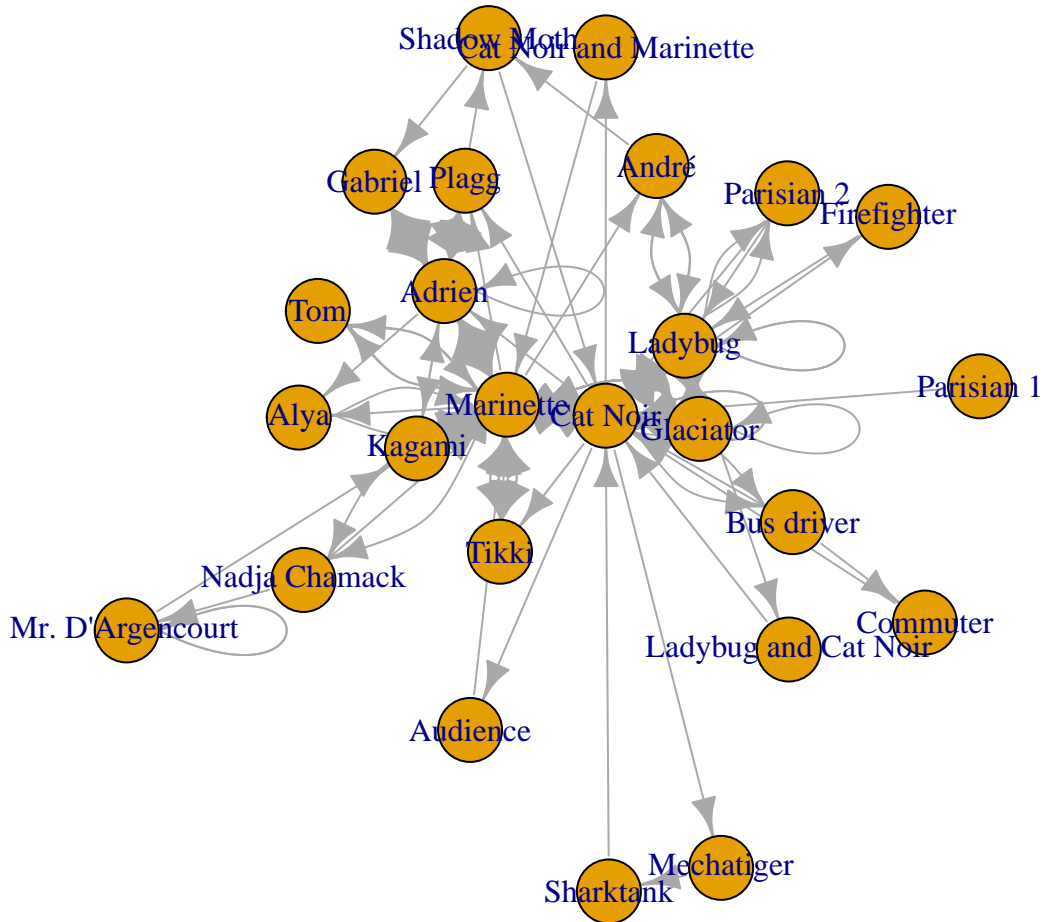 Shadow Moth
Cat Noir and Marinette
André
Gabriel
Plagg
Parisian 2
Firefighter
Adrien
Tom
Ladybug
Parisian 1
Marinette
Alya
Cat Noir
Glaciator
Kagami
Bus driver
Tikki
Nadja Chamack
Mr. D'Argencourt
Commuter
Ladybug and Cat Noir
Audience
Mechatiger
Sharktank